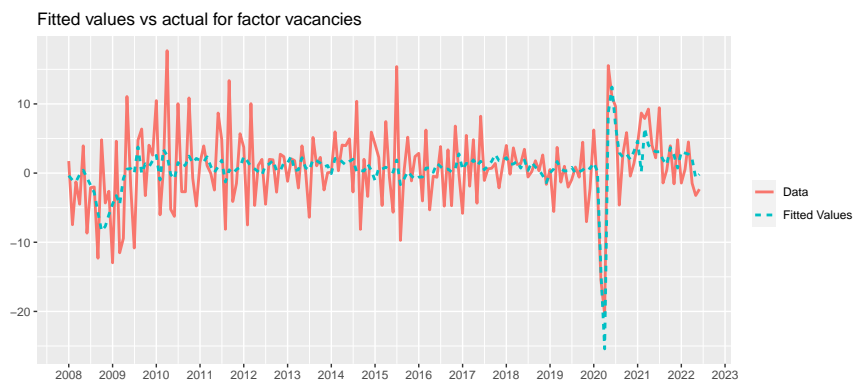 Fitted values vs actual for factor vacancies
10
0
−10
−20
2008 2009 2010 2011 2012 2013 2014 2015 2016 2017 2018 2019 2020 2021 2022 2023
Data
Fitted Values